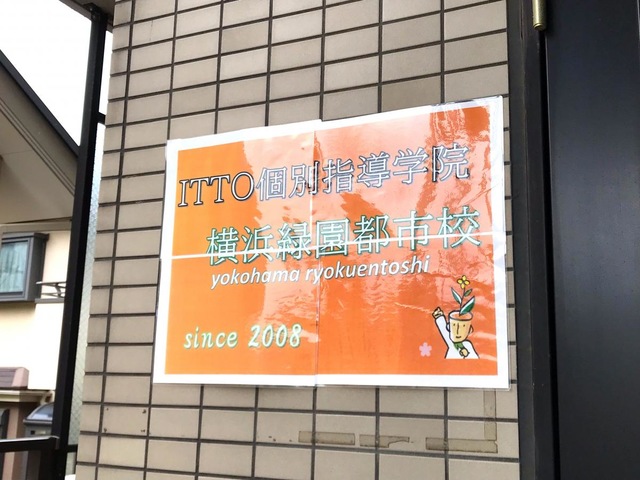 ITTO個別指導学院
横浜緑園都市校
yokohama ryokuentoshi
since 2008